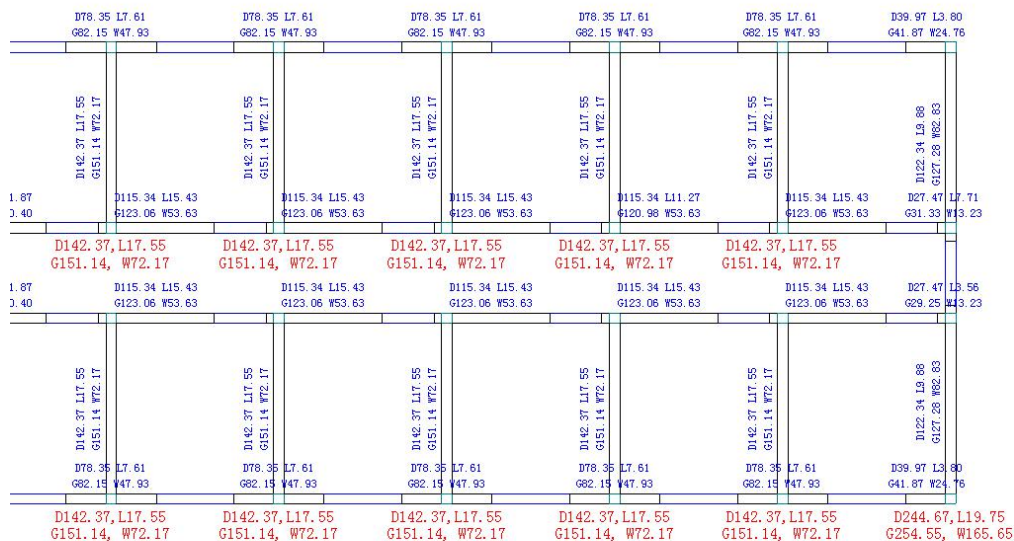 D78.35 L7.61
G82.15 W47.93
D78.35 L7.61
G82.15 W47.93
D78.35 L7.61
G82.15 W47.93
D78.35 L7.61
G82.15 W47.93
D78.35 L7.61
G82.15 W47.93
D39.97 L3.80
G41.87 W24.76
D142.37 L17.55
G151.14 W72.17
D142.37 L17.55
G151.14 W72.17
D142.37 L17.55
G151.14 W72.17
D142.37 L17.55
G151.14 W72.17
D142.37 L17.55
G151.14 W72.17
D122.34 L9.88
G127.28 W82.83
1.87
0.40
D115.34 L15.43
G123.06 W53.63
D115.34 L15.43
G123.06 W53.63
D115.34 L15.43
G123.06 W53.63
D115.34 L11.27
G120.98 W53.63
D115.34 L15.43
G123.06 W53.63
D27.47 L7.71
G31.33 W13.23
D142.37,L17.55
G151.14, W72.17
D142.37,L17.55
G151.14, W72.17
D142.37,L17.55
G151.14, W72.17
D142.37,L17.55
G151.14, W72.17
D142.37,L17.55
G151.14, W72.17
1.87
0.40
D115.34 L15.43
G123.06 W53.63
D115.34 L15.43
G123.06 W53.63
D115.34 L15.43
G123.06 W53.63
D115.34 L15.43
G123.06 W53.63
D115.34 L15.43
G123.06 W53.63
D27.47 L3.56
G29.25 W13.23
D142.37 L17.55
G151.14 W72.17
D142.37 L17.55
G151.14 W72.17
D142.37 L17.55
G151.14 W72.17
D142.37 L17.55
G151.14 W72.17
D142.37 L17.55
G151.14 W72.17
D122.34 L9.88
G127.28 W82.83
D78.35 L7.61
G82.15 W47.93
D78.35 L7.61
G82.15 W47.93
D78.35 L7.61
G82.15 W47.93
D78.35 L7.61
G82.15 W47.93
D78.35 L7.61
G82.15 W47.93
D39.97 L3.80
G41.87 W24.76
D142.37,L17.55
G151.14, W72.17
D142.37,L17.55
G151.14, W72.17
D142.37,L17.55
G151.14, W72.17
D142.37,L17.55
G151.14, W72.17
D142.37,L17.55
G151.14, W72.17
D244.67,L19.75
G254.55, W165.65